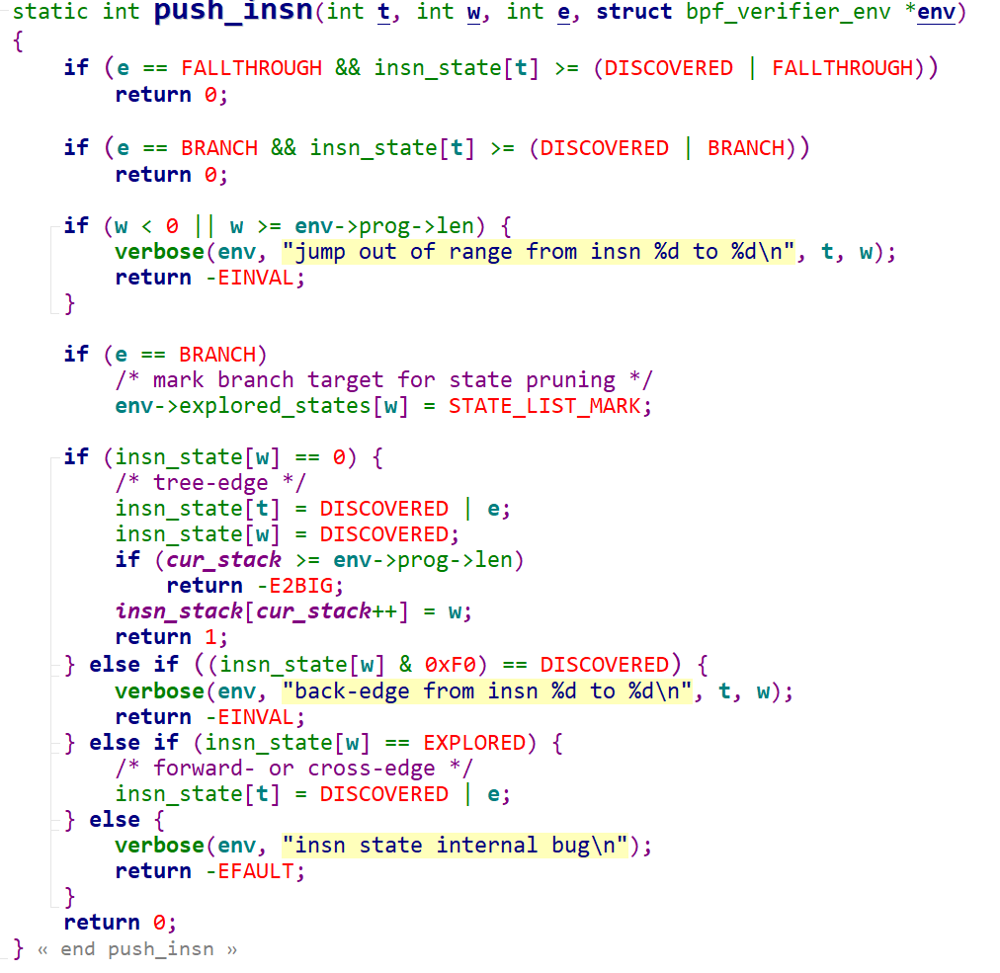 static int push_insn(int t, int w, int e, struct bpf_verifier_env *env)
{
    if (e == FALLTHROUGH && insn_state[t] >= (DISCOVERED | FALLTHROUGH))
        return 0;

    if (e == BRANCH && insn_state[t] >= (DISCOVERED | BRANCH))
        return 0;

    if (w < 0 || w >= env->prog->len) {
        verbose(env, "jump out of range from insn %d to %d\n", t, w);
        return -EINVAL;
    }

    if (e == BRANCH)
        /* mark branch target for state pruning */
        env->explored_states[w] = STATE_LIST_MARK;

    if (insn_state[w] == 0) {
        /* tree-edge */
        insn_state[t] = DISCOVERED | e;
        insn_state[w] = DISCOVERED;
        if (cur_stack >= env->prog->len)
            return -E2BIG;
        insn_stack[cur_stack++] = w;
        return 1;
    } else if ((insn_state[w] & 0xF0) == DISCOVERED) {
        verbose(env, "back-edge from insn %d to %d\n", t, w);
        return -EINVAL;
    } else if (insn_state[w] == EXPLORED) {
        /* forward- or cross-edge */
        insn_state[t] = DISCOVERED | e;
    } else {
        verbose(env, "insn state internal bug\n");
        return -EFAULT;
    }
    return 0;
} « end push_insn »